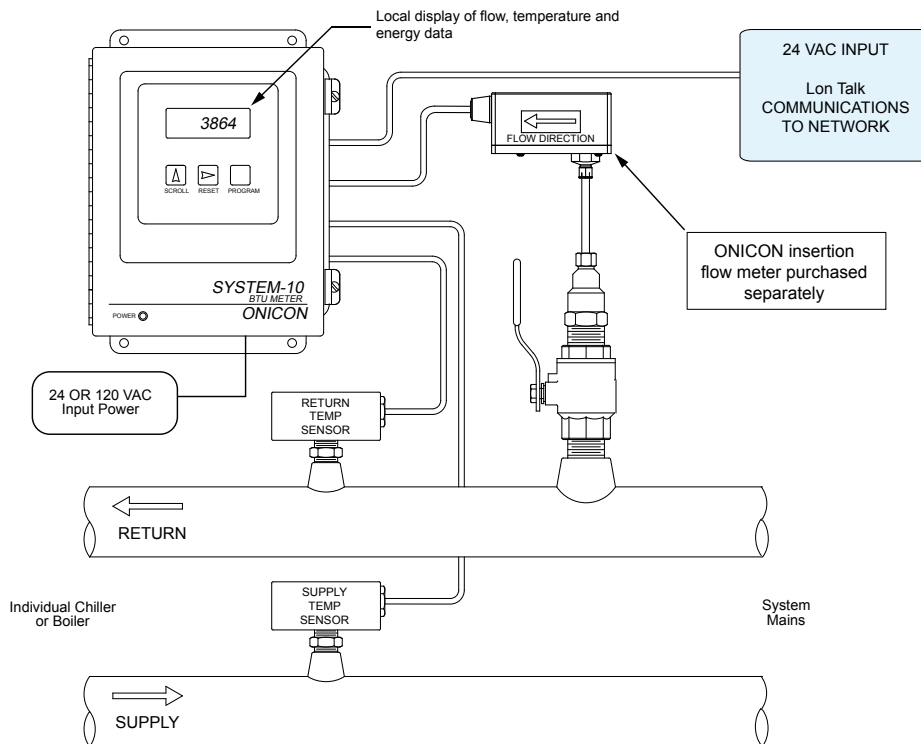 Local display of flow, temperature and
energy data
24 VAC INPUT
Lon Talk
COMMUNICATIONS
TO NETWORK
3864
FLOW DIRECTION
SCROLL
RESET
PROGRAM
ONICON insertion
flow meter purchased
separately
SYSTEM-10
BTU METER
ONICON
POWER
24 OR 120 VAC
Input Power
RETURN
TEMP
SENSOR
RETURN
SUPPLY
TEMP
SENSOR
Individual Chiller
or Boiler
System
Mains
SUPPLY